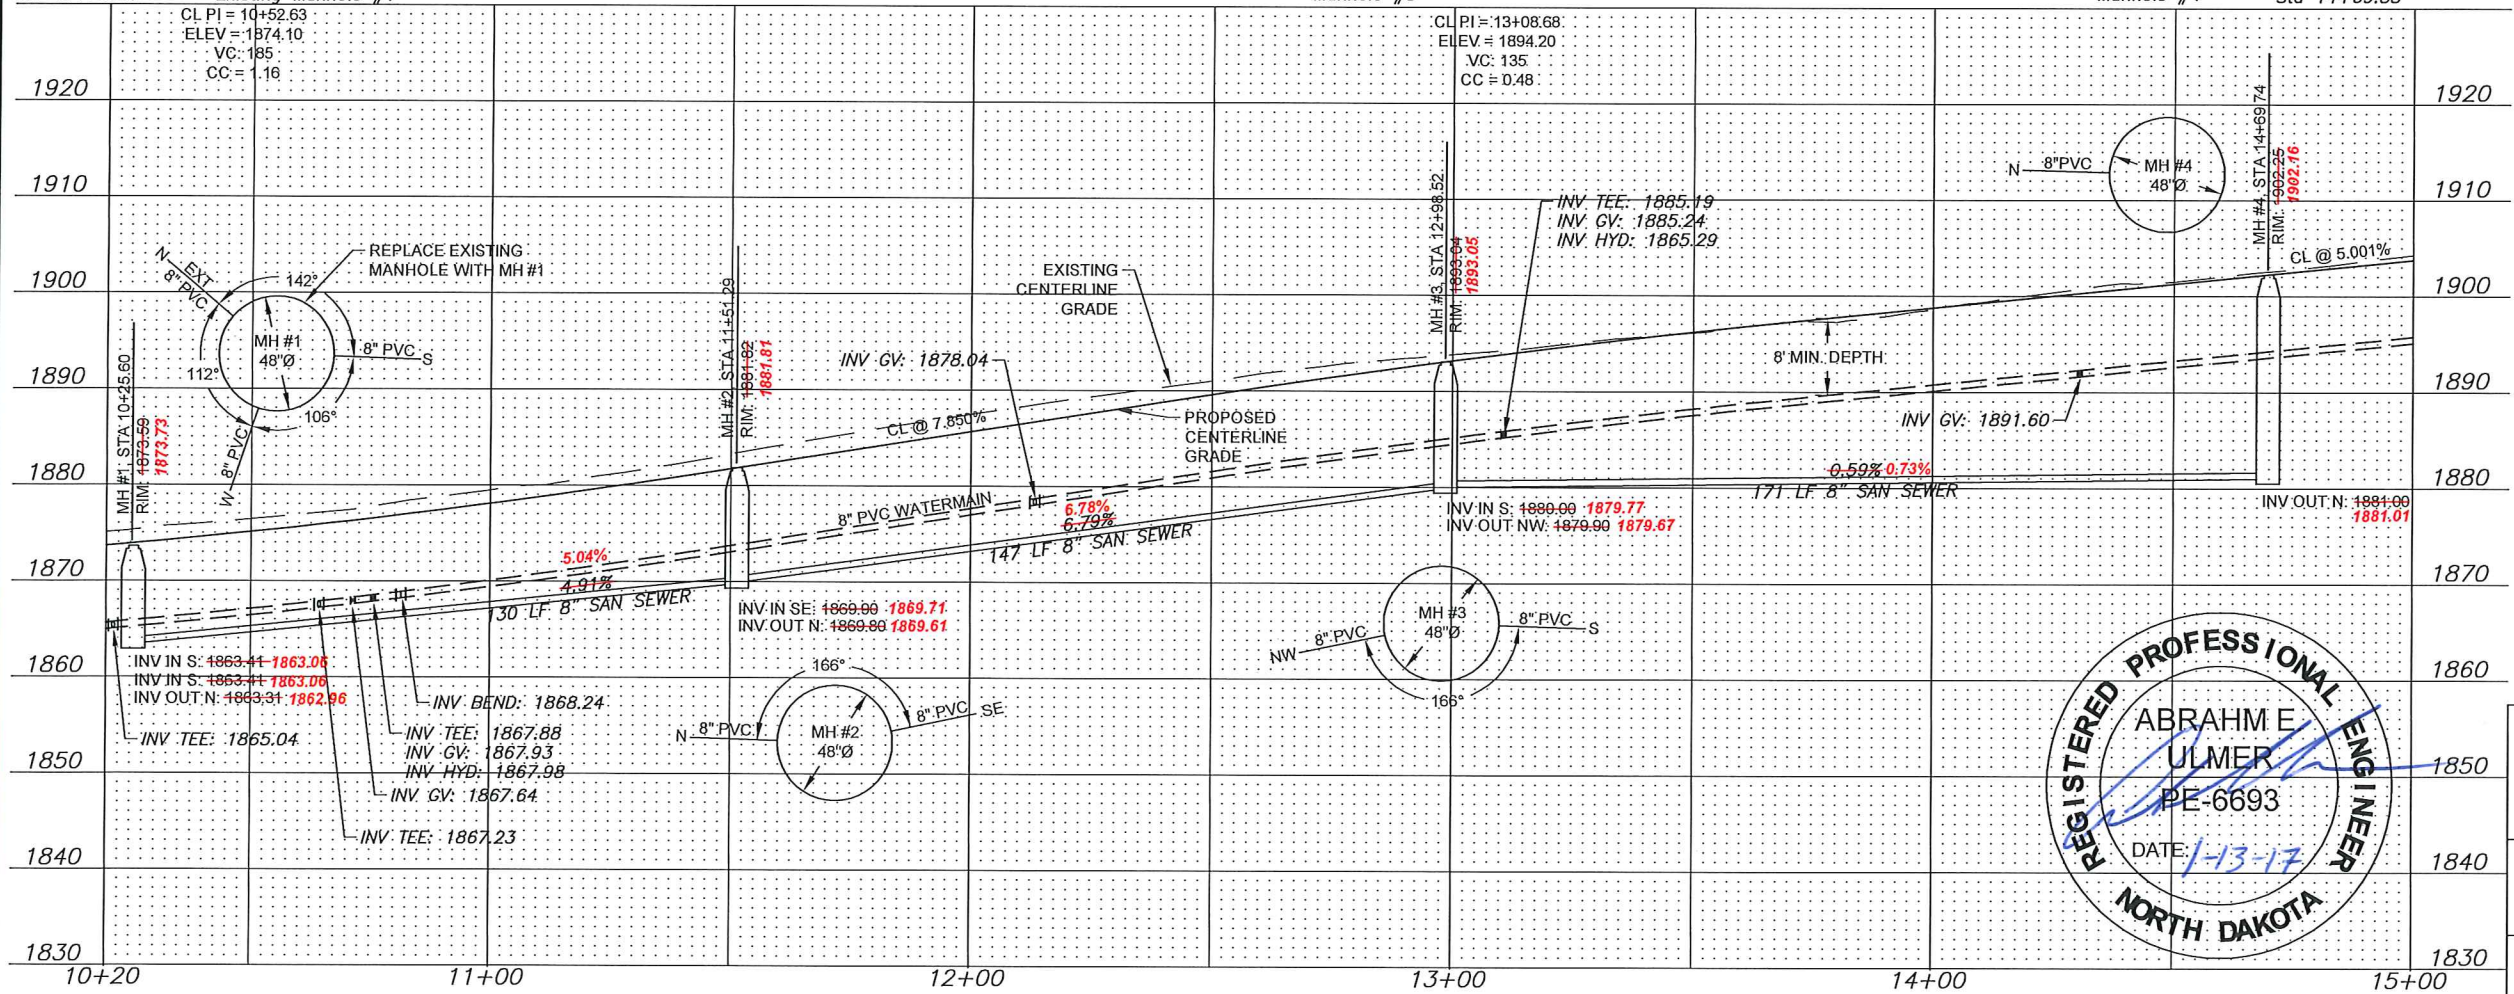 CL PI = 10+52.63
ELEV = 1874.10
VC: 185
CC = 1.16
CL PI = 13+08.68
ELEV = 1894.20
VC: 135
CC = 0.48
1920
1910
1900
1890
1880
1870
1860
1850
1840
1830
1920
1910
1900
1890
1880
1870
1860
1850
1840
1830
10+20
11+00
12+00
13+00
14+00
15+00
MH #1, STA 10+25.60
RIM: 1873.59
1873.73
N EXT
8" PVC
142°
REPLACE EXISTING
MANHOLE WITH MH #1
MH #1
48"Ø
8" PVC S
112°
106°
W 8" PVC
MH #2, STA 11+51.29
RIM: 1881.82
1881.81
INV GV: 1878.04
EXISTING
CENTERLINE
GRADE
CL @ 7.850%
PROPOSED
CENTERLINE
GRADE
MH #3, STA 12+98.52
RIM: 1893.04
1893.05
INV TEE: 1885.19
INV GV: 1885.24
INV HYD: 1865.29
N 8"PVC
MH #4
48"Ø
MH #4, STA 14+69.74
RIM: 1902.25
1902.16
CL @ 5.001%
8' MIN. DEPTH
INV GV: 1891.60
0.59% 0.73%
171 LF 8" SAN SEWER
INV OUT N: 1881.00
1881.01
8" PVC WATERMAIN
6.78%
6.79%
147 LF 8" SAN SEWER
5.04%
4.91%
130 LF 8" SAN SEWER
INV IN S: 1880.00 1879.77
INV OUT NW: 1879.90 1879.67
INV IN SE: 1869.90 1869.71
INV OUT N: 1869.80 1869.61
INV IN S: 1863.41 1863.06
INV IN S: 1863.41 1863.06
INV OUT N: 1863.31 1862.96
INV TEE: 1865.04
INV BEND: 1868.24
INV TEE: 1867.88
INV GV: 1867.93
INV HYD: 1867.98
INV GV: 1867.64
INV TEE: 1867.23
166°
N 8" PVC
MH #2
48"Ø
8" PVC SE
NW 8" PVC
MH #3
48"Ø
8" PVC S
166°
REGISTERED PROFESSIONAL ENGINEER
ABRAHM E.
ULMER
PE-6693
DATE: 1-13-17
NORTH DAKOTA